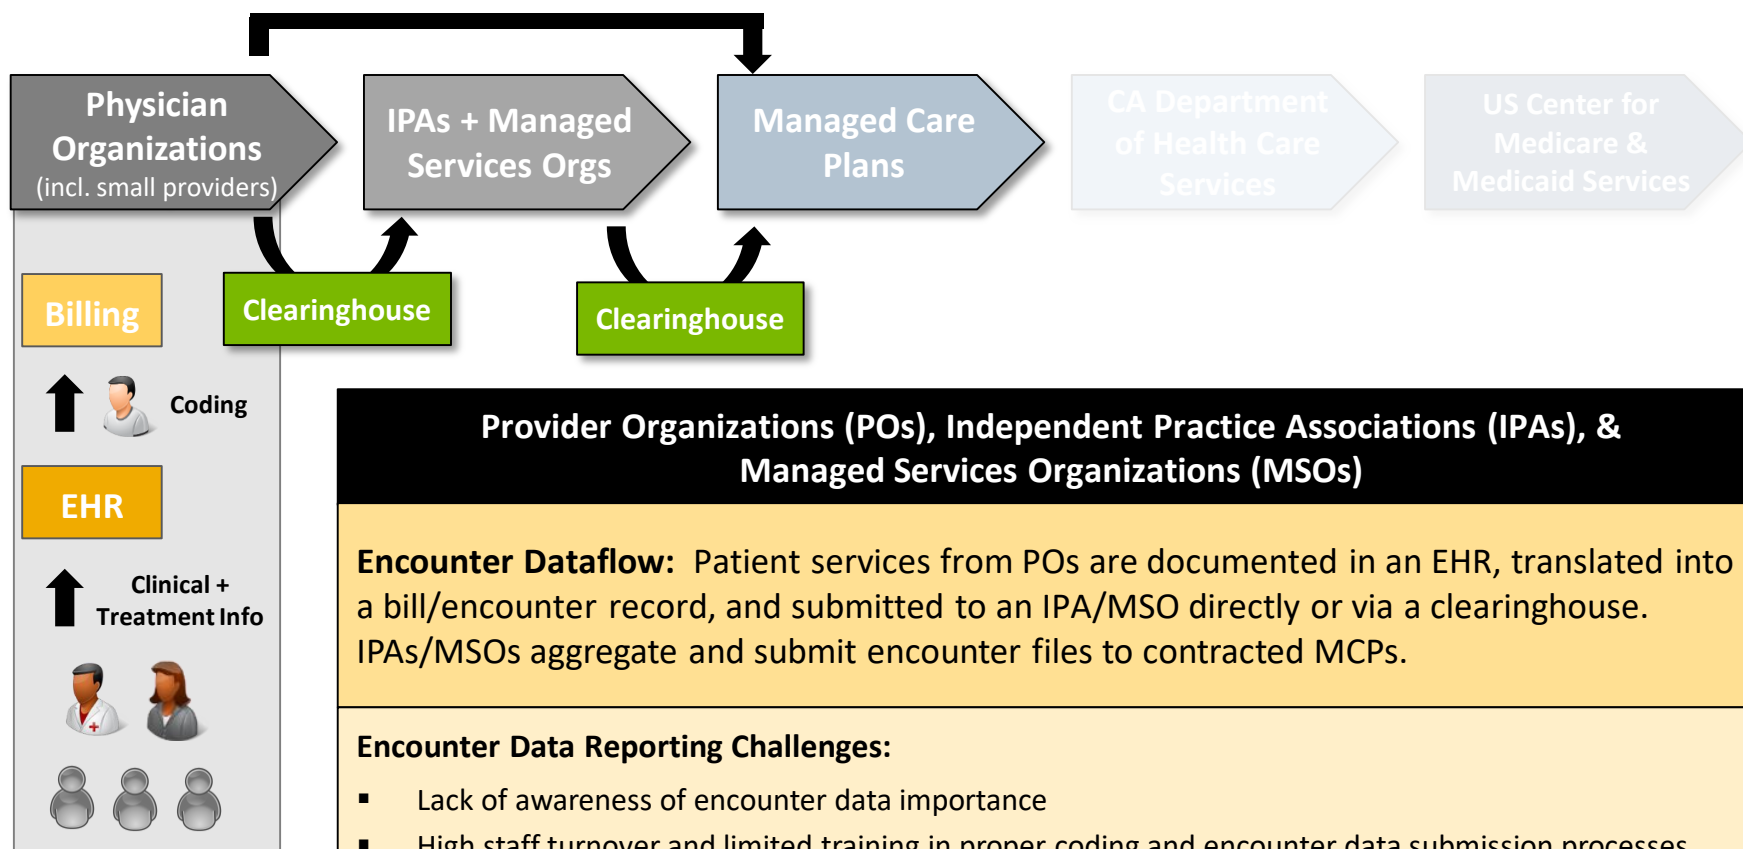 Physician
Organizations
(incl. small providers)
IPAs + Managed
Services Orgs
Managed Care
Plans
CA Department
of Health Care
Services
US Center for
Medicare &
Medicaid Services
Billing
Clearinghouse
Clearinghouse
Coding
EHR
Clinical +
Treatment Info
Provider Organizations (POs), Independent Practice Associations (IPAs), &
Managed Services Organizations (MSOs)
Encounter Dataflow: Patient services from POs are documented in an EHR, translated into
a bill/encounter record, and submitted to an IPA/MSO directly or via a clearinghouse.
IPAs/MSOs aggregate and submit encounter files to contracted MCPs.
Encounter Data Reporting Challenges:
▪ Lack of awareness of encounter data importance
▪ High staff turnover and limited training in proper coding and encounter data submission processes